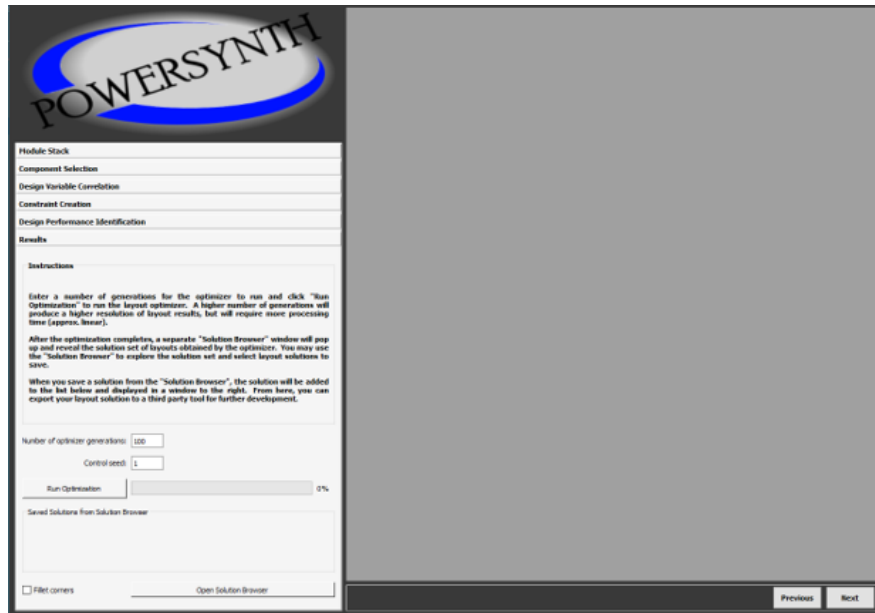 POWERSYNTH
Module Stack
Component Selection
Design Variable Correlation
Constraint Creation
Design Performance Identification
Results
Instructions
Enter a number of generations for the optimizer to run and click "Run
Optimization" to run the layout optimizer. A higher number of generations will
produce a higher resolution of layout results, but will require more processing
time (approx. linear).
After the optimization completes, a separate "Solution Browser" window will pop
up and reveal the solution set of layouts obtained by the optimizer. You may use
the "Solution Browser" to explore the solution set and select layout solutions to
save.
When you save a solution from the "Solution Browser", the solution will be added
to the list below and displayed in a window to the right. From here, you can
export your layout solution to a third party tool for further development.
Number of optimizer generations: 100
Control seed: 1
Run Optimization 0%
Saved Solutions from Solution Browser
Fillet corners Open Solution Browser
Previous Next